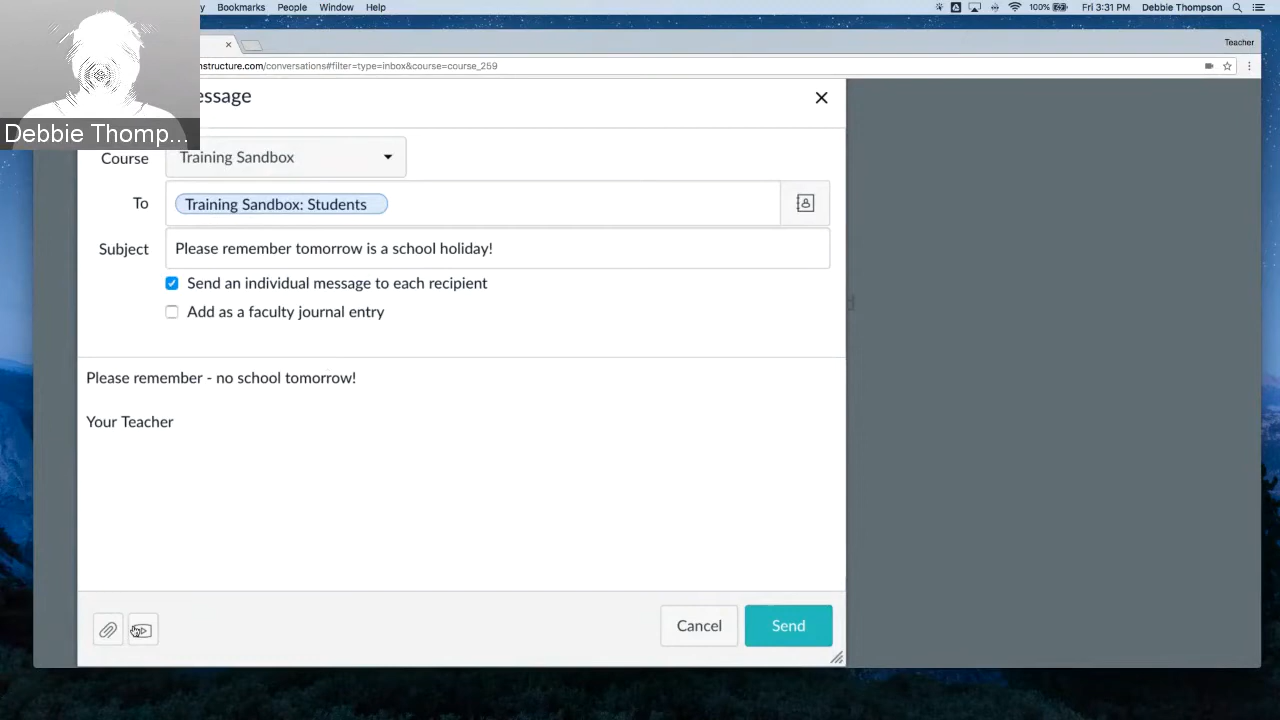 Bookmarks People Window Help
100% Fri 3:31 PM Debbie Thompson
Teacher
nstructure.com/conversations#filter=type=inbox&course=course_259
essage
Debbie Thomp...
Course Training Sandbox
To Training Sandbox: Students
Subject Please remember tomorrow is a school holiday!
Send an individual message to each recipient
Add as a faculty journal entry
Please remember - no school tomorrow!
Your Teacher
Cancel Send